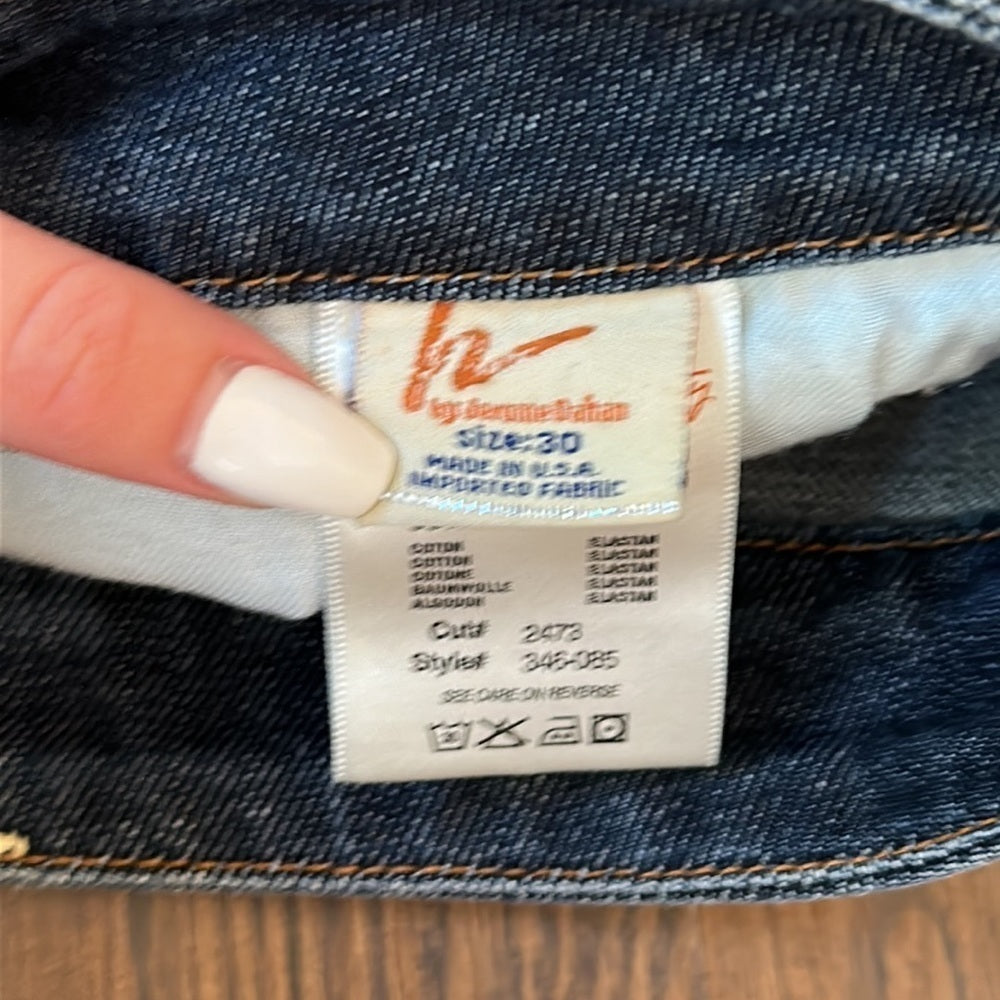 h
by Jerome Dahan
Size:30
MADE IN U.S.A.
IMPORTED FABRIC
COTON ELASTAN
COTTON ELASTAN
COTONE ELASTAN
BAUMWOLLE ELASTAN
ALGODON ELASTAN
Cut# 2473
Style# 346-085
SEE CARE ON REVERSE